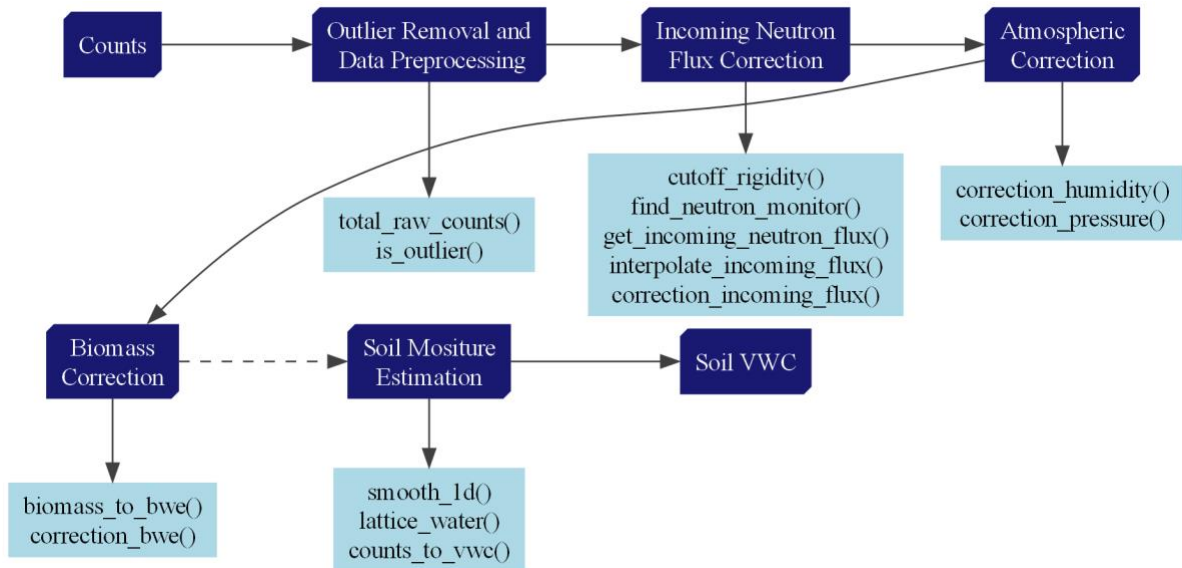 Counts
Outlier Removal and
Data Preprocessing
Incoming Neutron
Flux Correction
Atmospheric
Correction
total_raw_counts()
is_outlier()
cutoff_rigidity()
find_neutron_monitor()
get_incoming_neutron_flux()
interpolate_incoming_flux()
correction_incoming_flux()
correction_humidity()
correction_pressure()
Biomass
Correction
Soil Mositure
Estimation
Soil VWC
biomass_to_bwe()
correction_bwe()
smooth_1d()
lattice_water()
counts_to_vwc()